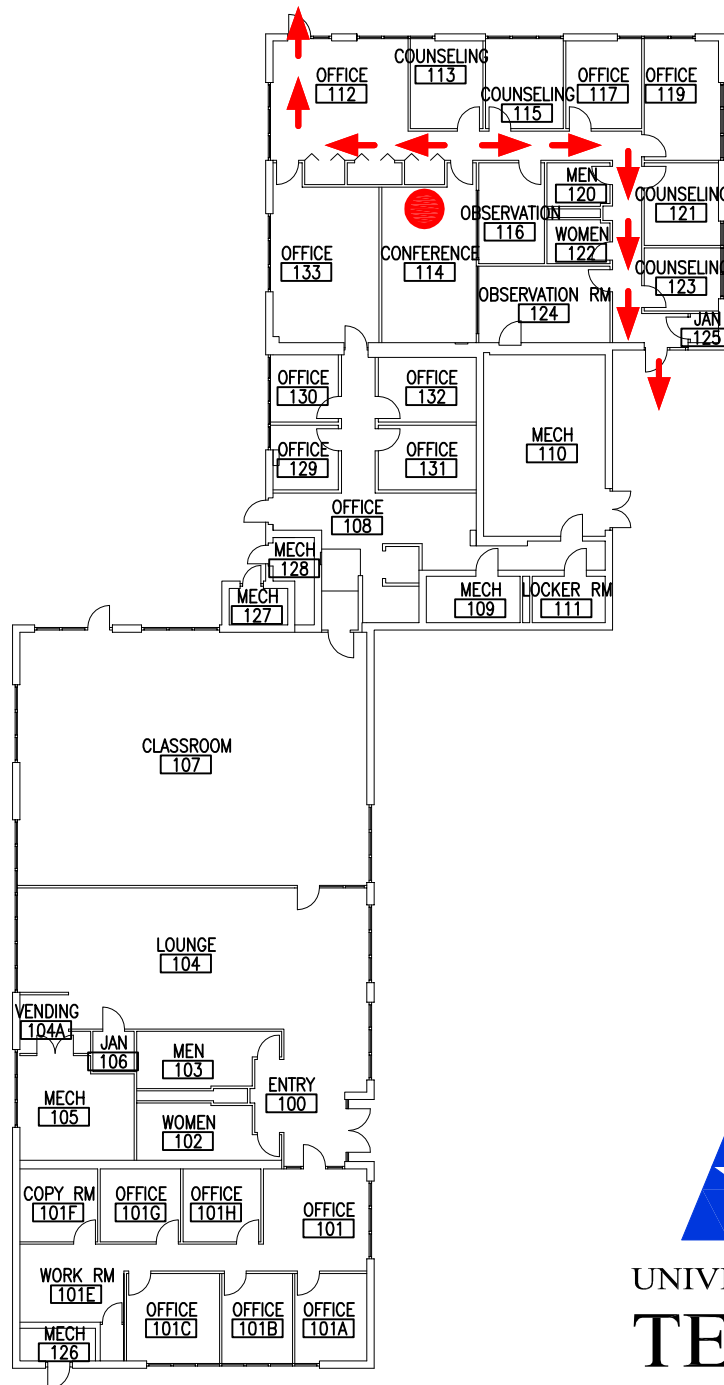 COUNSELING
113
OFFICE
112
COUNSELING
115
OFFICE
117
OFFICE
119
MEN
120
COUNSELING
121
OBSERVATION
116
WOMEN
122
OFFICE
133
CONFERENCE
114
COUNSELING
123
OBSERVATION RM
124
JAN
125
OFFICE
130
OFFICE
132
OFFICE
129
OFFICE
131
MECH
110
OFFICE
108
MECH
128
MECH
127
MECH
109
LOCKER RM
111
CLASSROOM
107
LOUNGE
104
VENDING
104A
JAN
106
MEN
103
MECH
105
ENTRY
100
WOMEN
102
COPY RM
101F
OFFICE
101G
OFFICE
101H
OFFICE
101
WORK RM
101E
OFFICE
101C
OFFICE
101B
OFFICE
101A
MECH
126
UNIV
TE